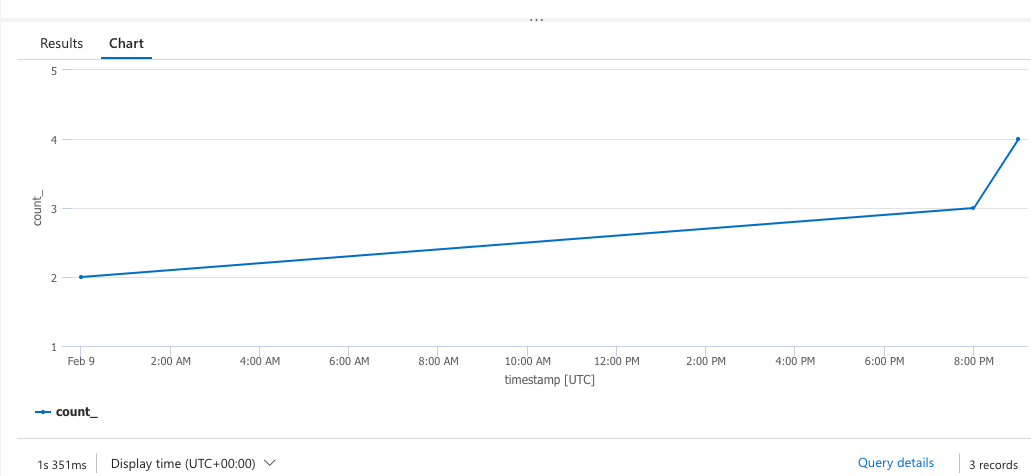 ...
Results Chart
5
4
3
2
1
count_
Feb 9 2:00 AM 4:00 AM 6:00 AM 8:00 AM 10:00 AM 12:00 PM 2:00 PM 4:00 PM 6:00 PM 8:00 PM
timestamp [UTC]
count_
1s 351ms Display time (UTC+00:00) Query details 3 records